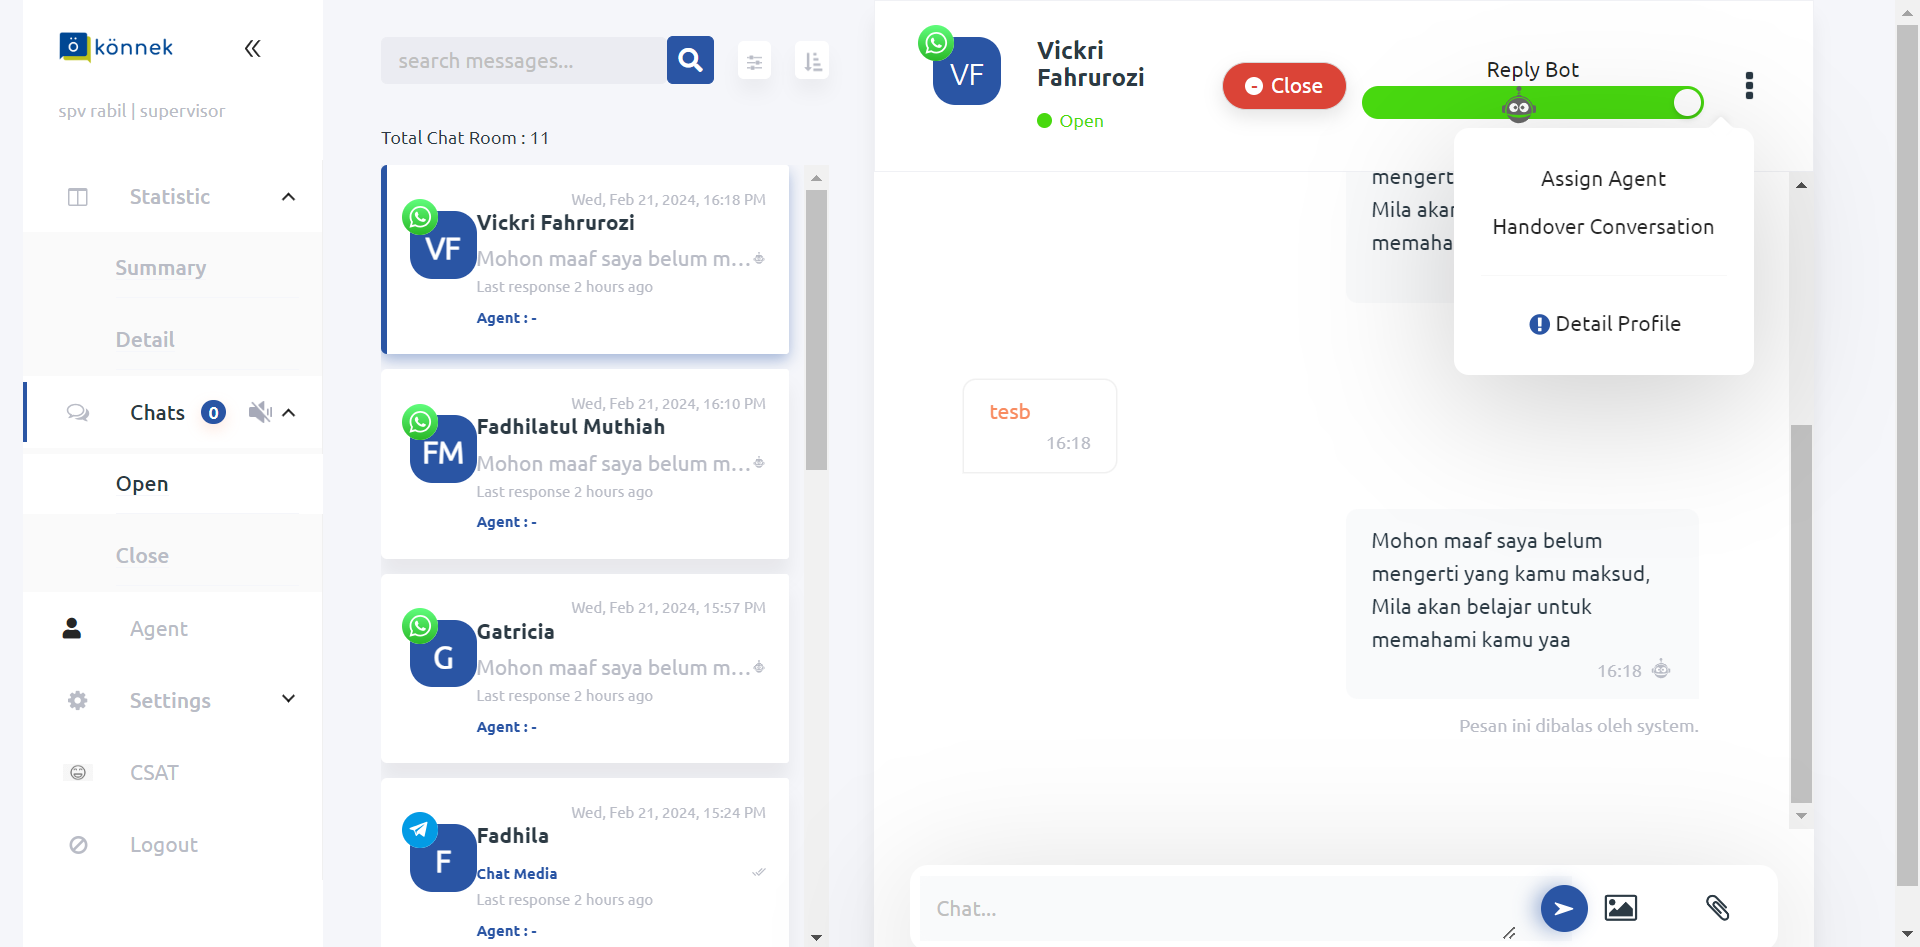 ö könnek
spv rabil | supervisor
Statistic
Summary
Detail
Chats 0
Open
Close
Agent
Settings
CSAT
Logout
search messages...
Total Chat Room : 11
Wed, Feb 21, 2024, 16:18 PM
VF
Vickri Fahrurozi
Mohon maaf saya belum m...
Last response 2 hours ago
Agent : -
Wed, Feb 21, 2024, 16:10 PM
FM
Fadhilatul Muthiah
Mohon maaf saya belum m...
Last response 2 hours ago
Agent : -
Wed, Feb 21, 2024, 15:57 PM
G
Gatricia
Mohon maaf saya belum m...
Last response 2 hours ago
Agent : -
Wed, Feb 21, 2024, 15:24 PM
F
Fadhila
Chat Media
Last response 2 hours ago
Agent : -
VF
Vickri
Fahrurozi
Open
Close
Reply Bot
Assign Agent
Handover Conversation
Detail Profile
mengert
Mila akar
memaha
tesb
16:18
Mohon maaf saya belum
mengerti yang kamu maksud,
Mila akan belajar untuk
memahami kamu yaa
16:18
Pesan ini dibalas oleh system.
Chat...